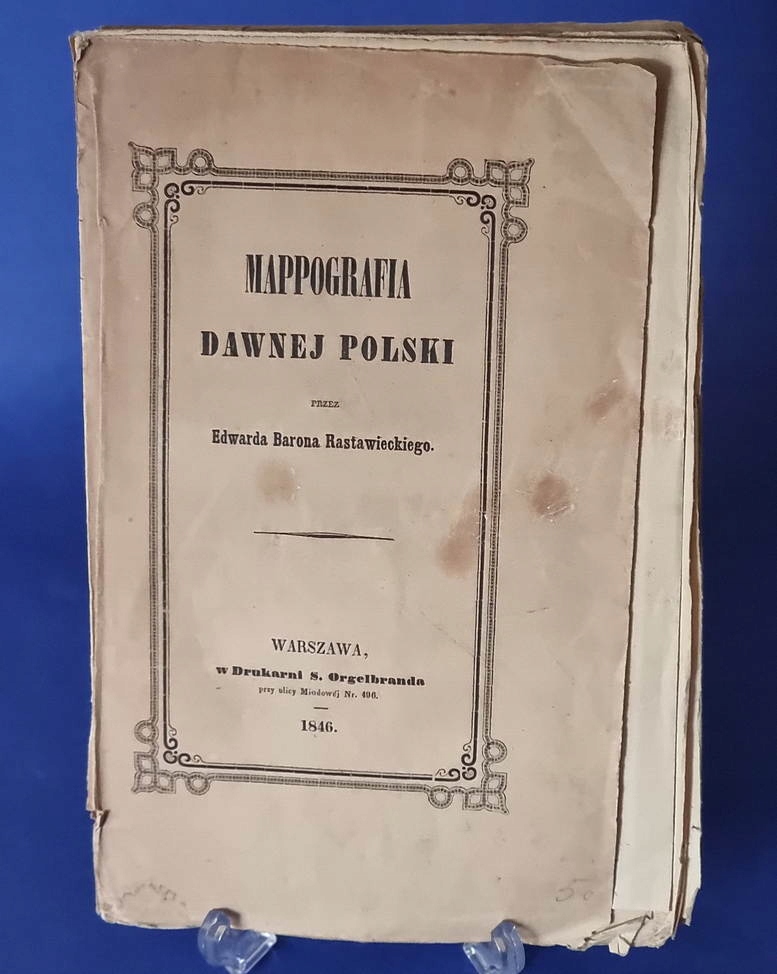 MAPPOGRAFIA
DAWNEJ POLSKI
PRZEZ
Edwarda Barona Rastawieckiego.
WARSZAWA,
w Drukarni S. Orgelbranda
przy ulicy Miodowéj Nr. 496.
1846.